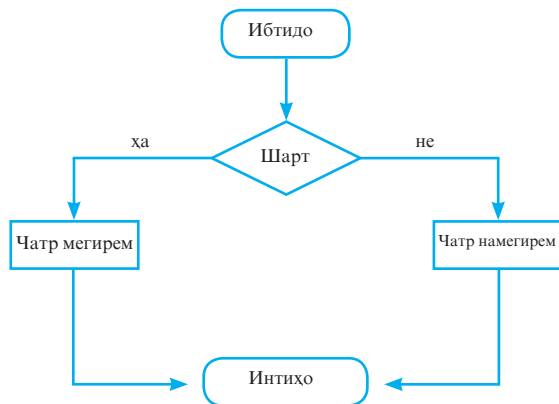 Ибтидо
ҳа
Шарт
не
Чатр мегирем
Чатр намегирем
Интиҳо